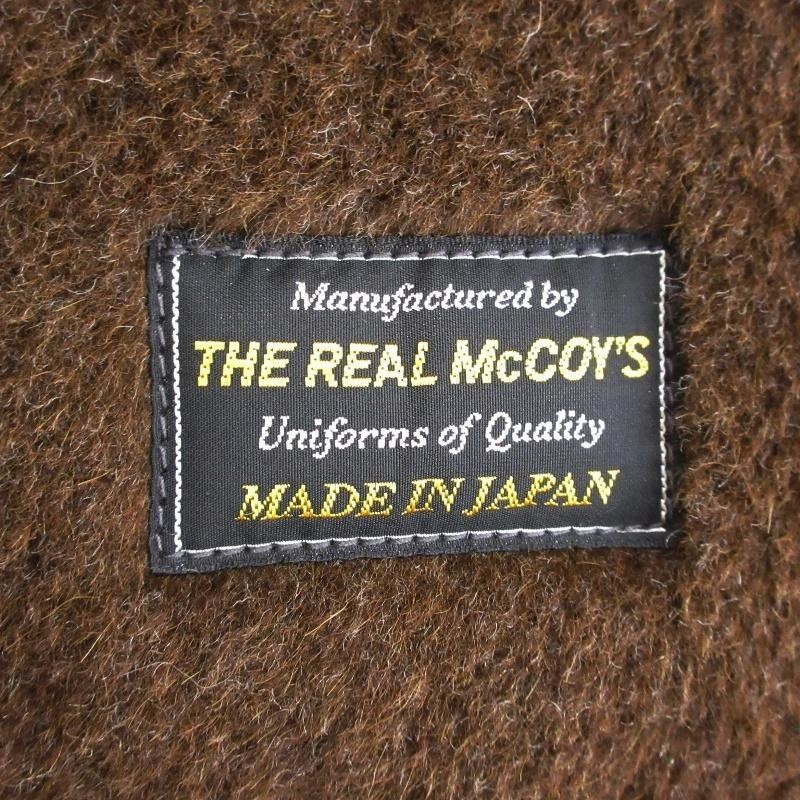 Manufactured by
THE REAL McCOY'S
Uniforms of Quality
MADE IN JAPAN